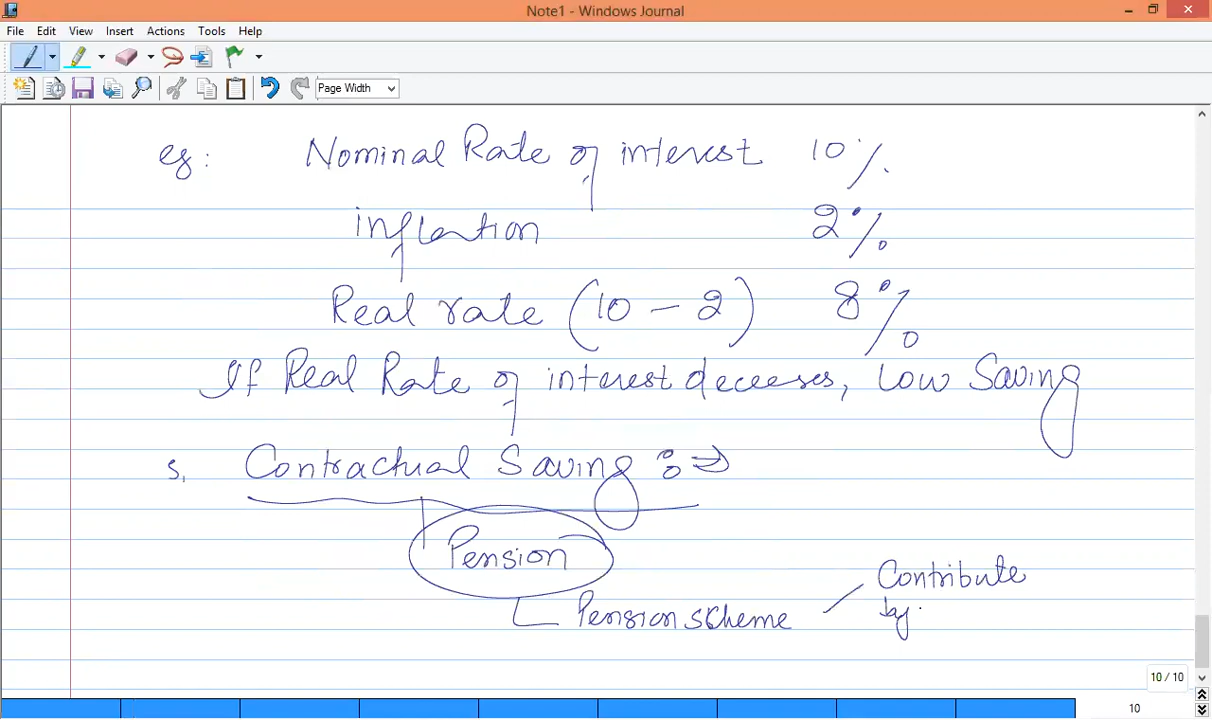 Note1 - Windows Journal
File Edit View Insert Actions Tools Help
Page Width
eg: Nominal Rate of interest 10%
inflation 2%
Real rate (10 - 2) 8%
If Real Rate of interest deceeses, Low Saving
5, Contractual Saving :⇒
Pension
Pension scheme Contribute
by
10 / 10
10